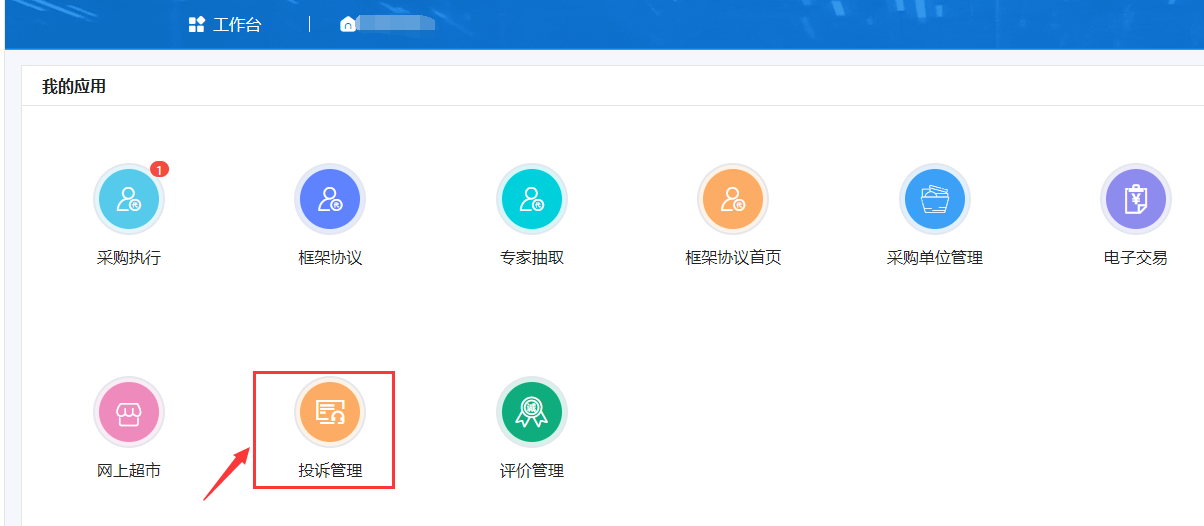 工作台
我的应用
1
采购执行
框架协议
专家抽取
框架协议首页
采购单位管理
电子交易
网上超市
投诉管理
评价管理